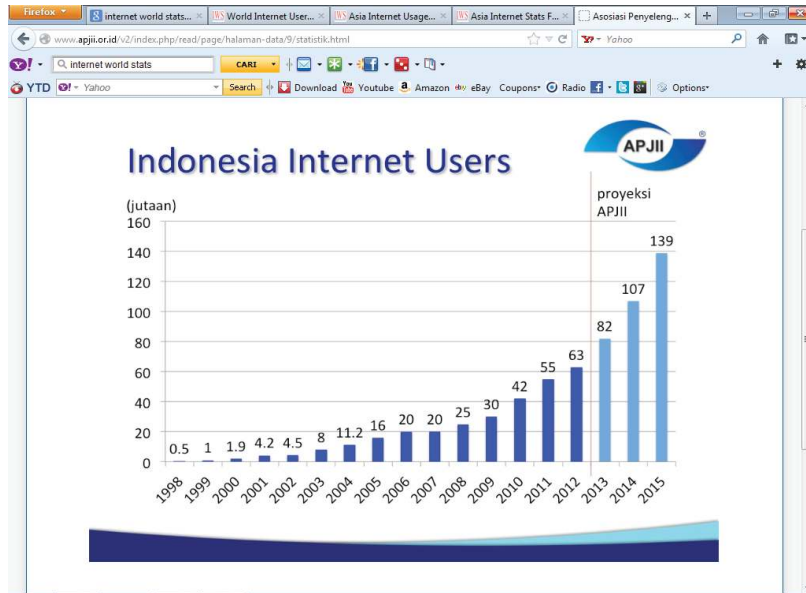 Firefox
internet world stats...
World Internet User...
Asia Internet Usage...
Asia Internet Stats F...
Asosiasi Penyeleng...
www.apjii.or.id/v2/index.php/read/page/halaman-data/9/statistik.html
Yahoo
internet world stats
CARI
YTD
Yahoo
Search
Download
Youtube
Amazon
eBay
Coupons
Radio
Options
Indonesia Internet Users
APJII
®
(jutaan)
proyeksi
APJII
160
140
120
100
80
60
40
20
0
0.5 1 1.9 4.2 4.5 8 11.2 16 20 20 25 30 42 55 63 82 107 139
1998 1999 2000 2001 2002 2003 2004 2005 2006 2007 2008 2009 2010 2011 2012 2013 2014 2015